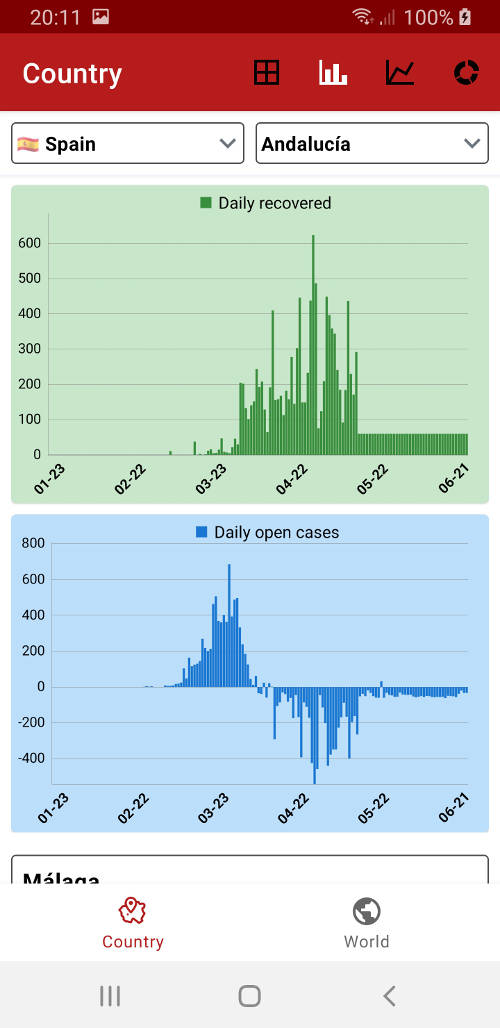 20:11 100%
Country
Spain Andalucía
Daily recovered
600
500
400
300
200
100
0
01-23 02-22 03-23 04-22 05-22 06-21
Daily open cases
800
600
400
200
0
-200
-400
01-23 02-22 03-23 04-22 05-22 06-21
Málaga
Country World